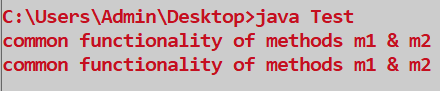 C:\Users\Admin\Desktop>java Test
common functionality of methods m1 & m2
common functionality of methods m1 & m2